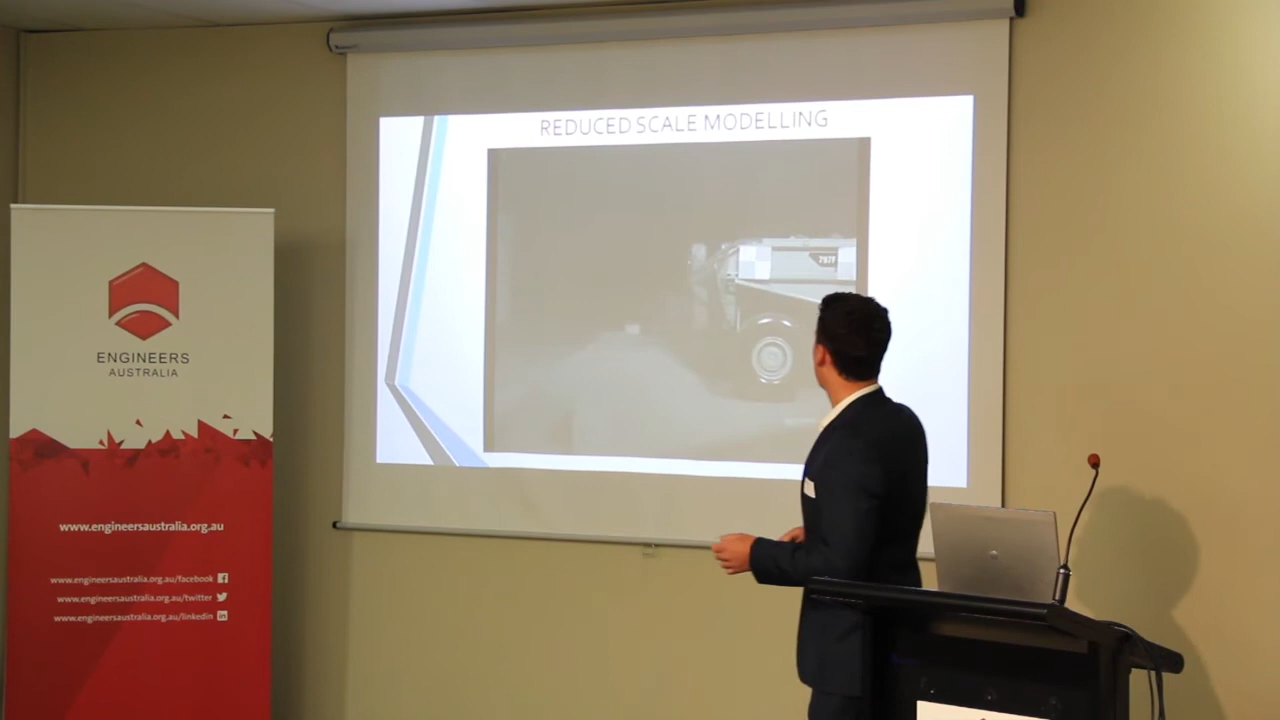 REDUCED SCALE MODELLING
797F
ENGINEERS
AUSTRALIA
www.engineersaustralia.org.au
www.engineersaustralia.org.au/facebook
www.engineersaustralia.org.au/twitter
www.engineersaustralia.org.au/linkedin